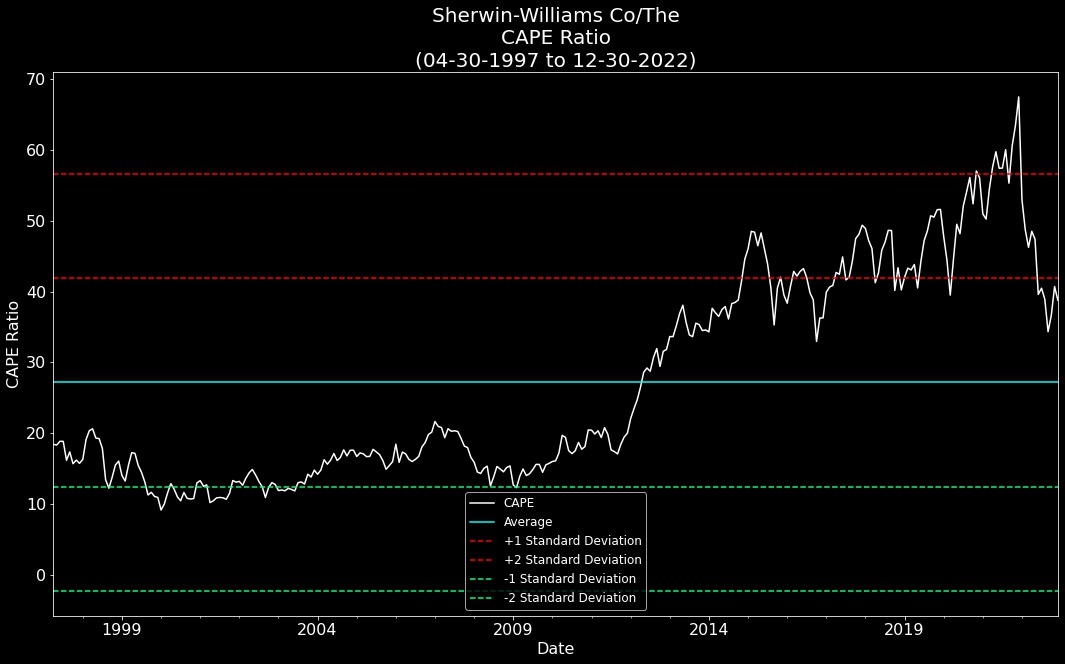 Sherwin-Williams Co/The
CAPE Ratio
(04-30-1997 to 12-30-2022)
70
60
50
40
30
20
10
0
CAPE Ratio
CAPE
Average
+1 Standard Deviation
+2 Standard Deviation
-1 Standard Deviation
-2 Standard Deviation
1999 2004 2009 2014 2019
Date